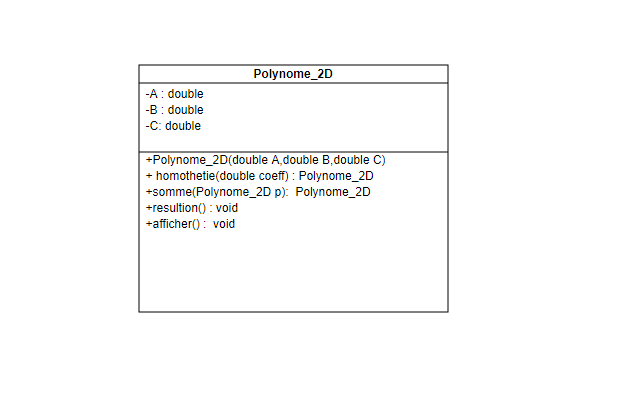 Polynome_2D
-A : double
-B : double
-C: double
+Polynome_2D(double A,double B,double C)
+ homothetie(double coeff) : Polynome_2D
+somme(Polynome_2D p):  Polynome_2D
+resultion() : void
+afficher() :  void